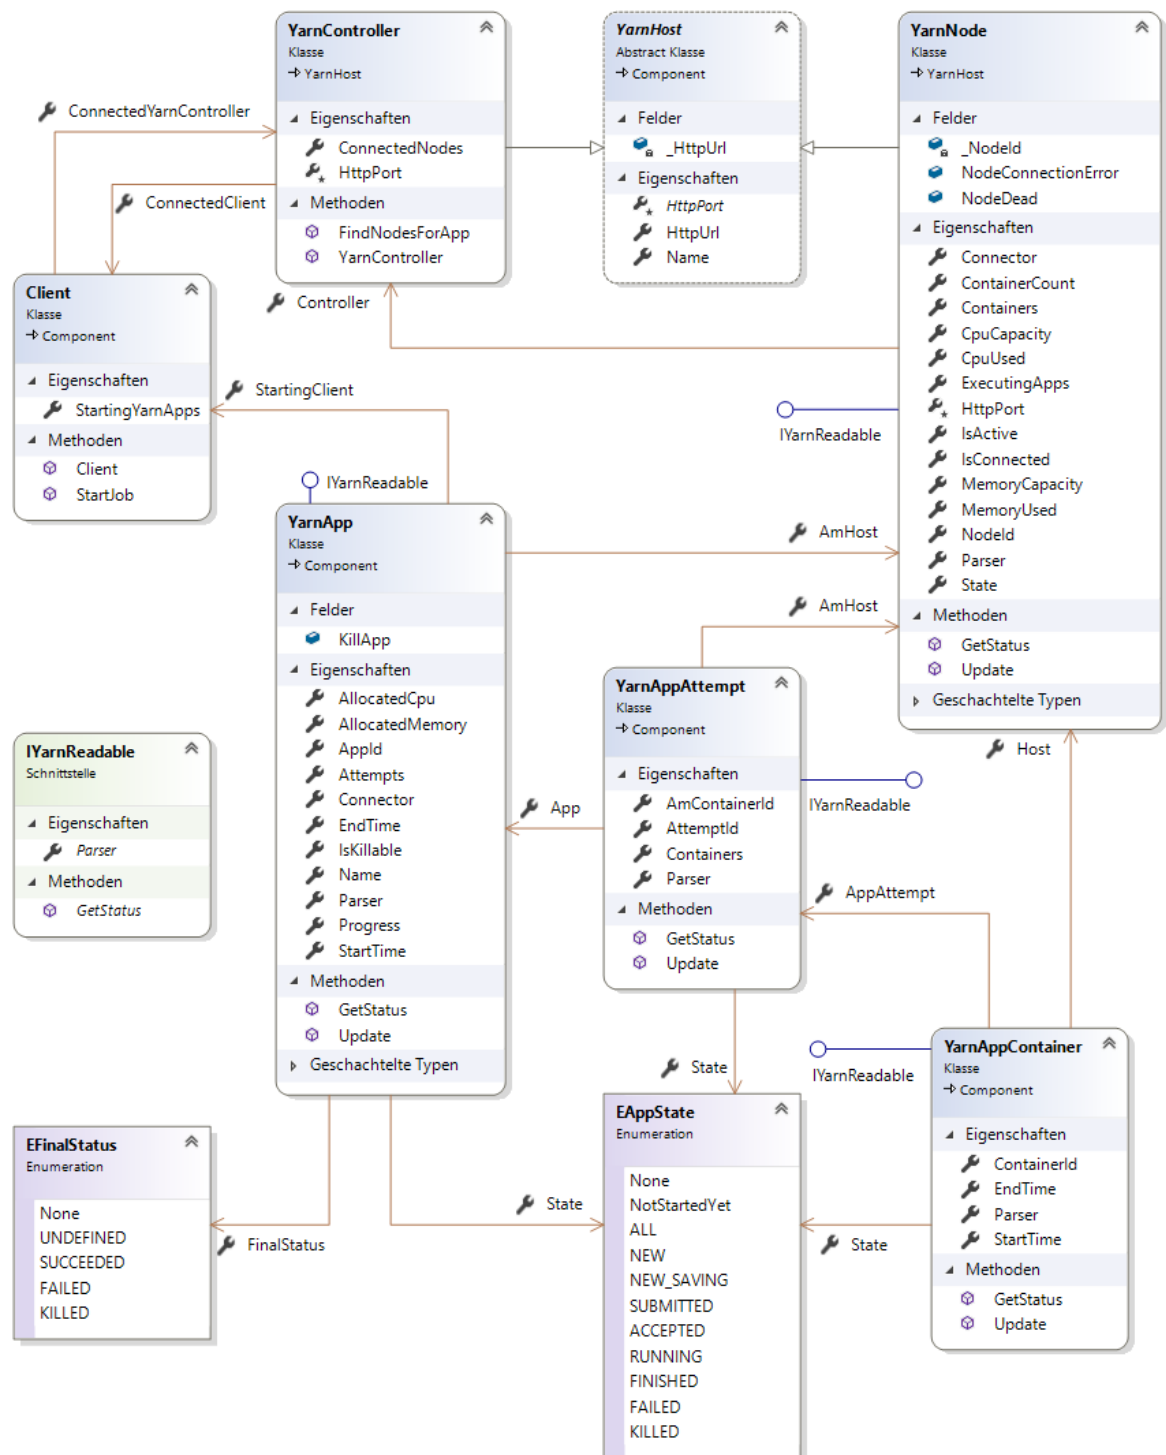 YarnController
Klasse
YarnHost
Eigenschaften
ConnectedNodes
HttpPort
Methoden
FindNodesForApp
YarnController
YarnHost
Abstract Klasse
Component
Felder
_HttpUrl
Eigenschaften
HttpPort
HttpUrl
Name
YarnNode
Klasse
YarnHost
Felder
_NodeId
NodeConnectionError
NodeDead
Eigenschaften
Connector
ContainerCount
Containers
CpuCapacity
CpuUsed
ExecutingApps
HttpPort
IsActive
IsConnected
MemoryCapacity
MemoryUsed
NodeId
Parser
State
Methoden
GetStatus
Update
Geschachtelte Typen
ConnectedYarnController
ConnectedClient
Controller
Client
Klasse
Component
Eigenschaften
StartingYarnApps
Methoden
Client
StartJob
StartingClient
IYarnReadable
IYarnReadable
YarnApp
Klasse
Component
Felder
KillApp
Eigenschaften
AllocatedCpu
AllocatedMemory
AppId
Attempts
Connector
EndTime
IsKillable
Name
Parser
Progress
StartTime
Methoden
GetStatus
Update
Geschachtelte Typen
AmHost
AmHost
YarnAppAttempt
Klasse
Component
Eigenschaften
AmContainerId
AttemptId
Containers
Parser
Methoden
GetStatus
Update
IYarnReadable
Schnittstelle
Eigenschaften
Parser
Methoden
GetStatus
Host
App
IYarnReadable
AppAttempt
IYarnReadable
State
YarnAppContainer
Klasse
Component
Eigenschaften
ContainerId
EndTime
Parser
StartTime
Methoden
GetStatus
Update
EFinalStatus
Enumeration
None
UNDEFINED
SUCCEEDED
FAILED
KILLED
FinalStatus
State
State
EAppState
Enumeration
None
NotStartedYet
ALL
NEW
NEW_SAVING
SUBMITTED
ACCEPTED
RUNNING
FINISHED
FAILED
KILLED